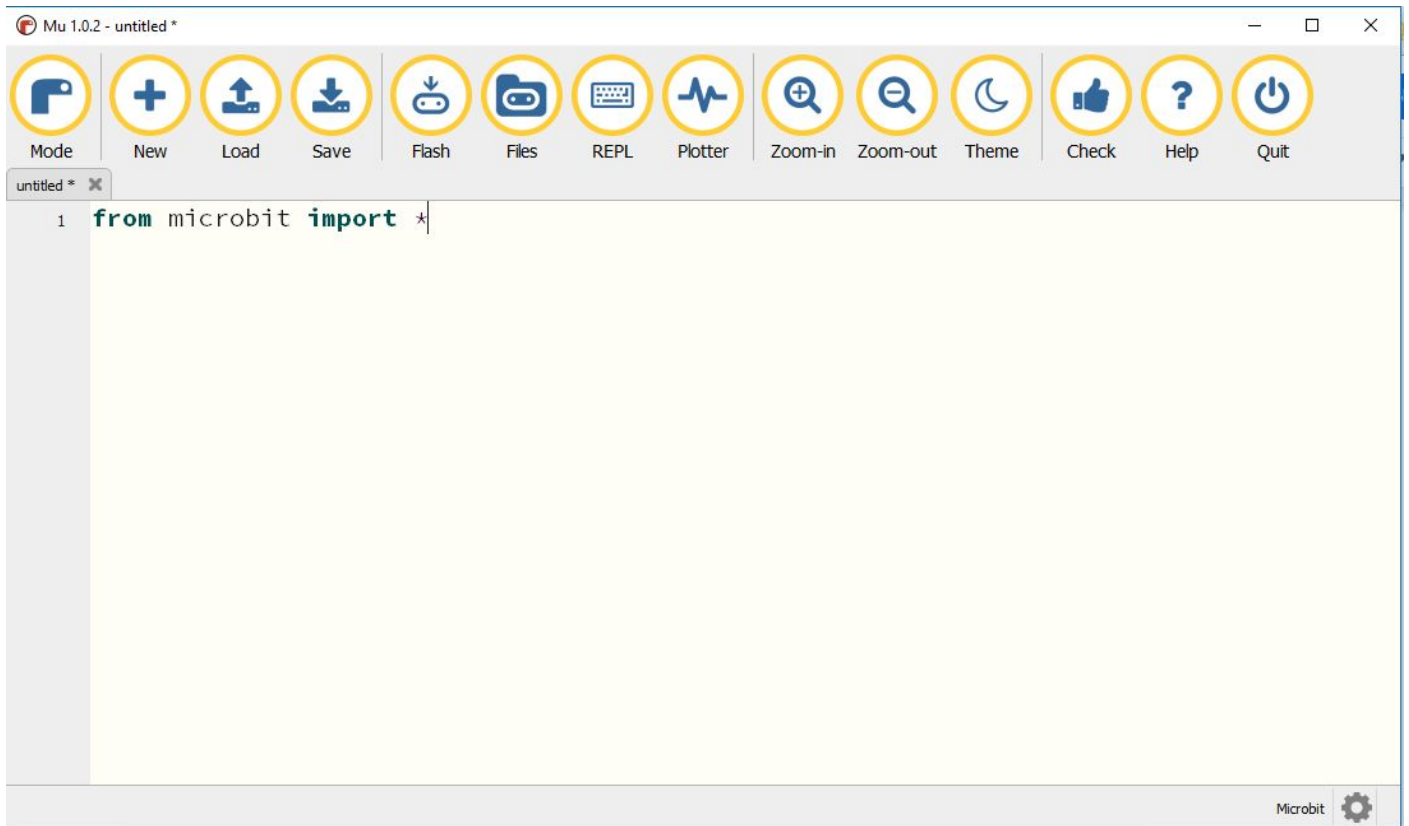 Mu 1.0.2 - untitled *
Mode New Load Save Flash Files REPL Plotter Zoom-in Zoom-out Theme Check Help Quit
untitled *
1 from microbit import *
Microbit